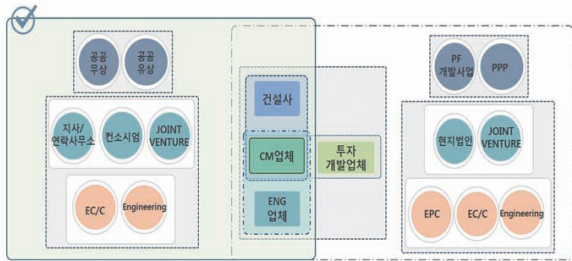 공공
무상
공공
유상
지사/
연락사무소
컨소시엄
JOINT
VENTURE
EC/C
Engineering
건설사
CM업체
ENG
업체
투자
개발업체
PF
개발사업
PPP
현지법인
JOINT
VENTURE
EPC
EC/C
Engineering